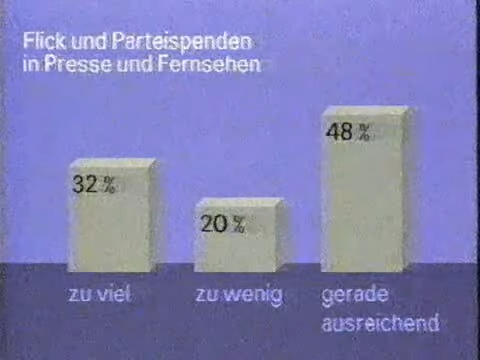 Flick und Parteispenden
in Presse und Fernsehen
32 %
20 %
48 %
zu viel
zu wenig
gerade
ausreichend